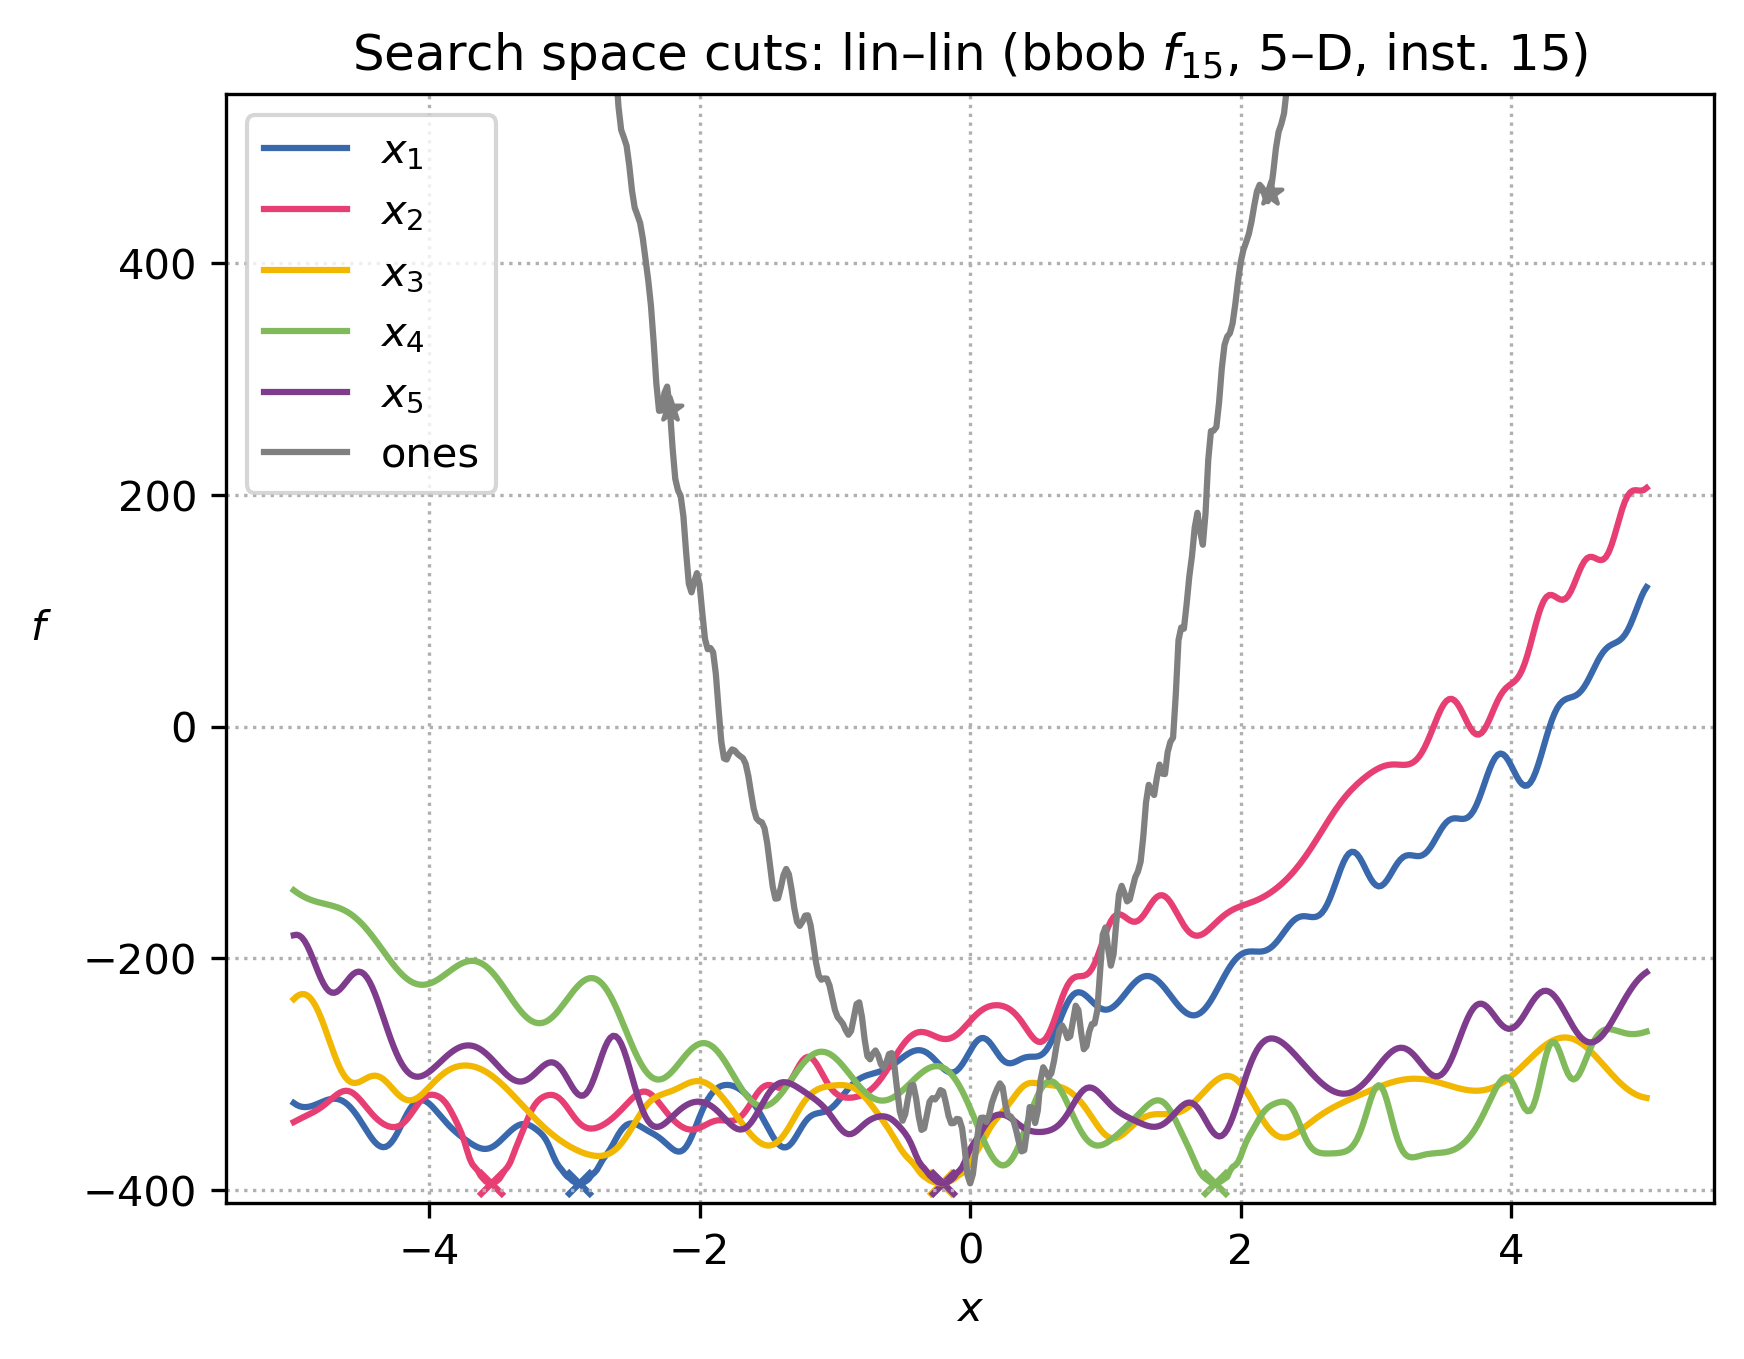 Search space cuts: lin–lin (bbob f₁₅, 5–D, inst. 15)
x₁
x₂
x₃
x₄
x₅
ones
400
200
0
−200
−400
f
−4
−2
0
2
4
x